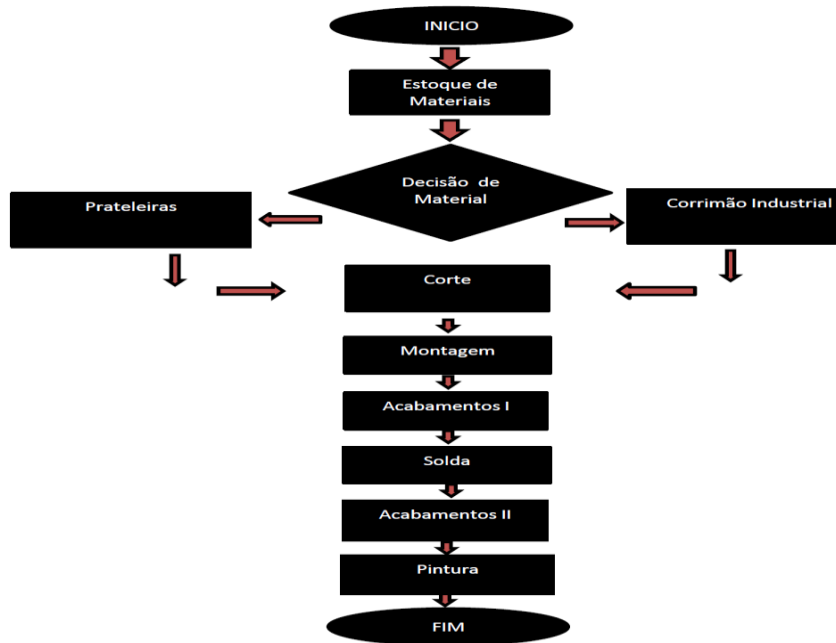 INICIO
Estoque de
Materiais
Decisão de
Material
Prateleiras
Corrimão Industrial
Corte
Montagem
Acabamentos I
Solda
Acabamentos II
Pintura
FIM